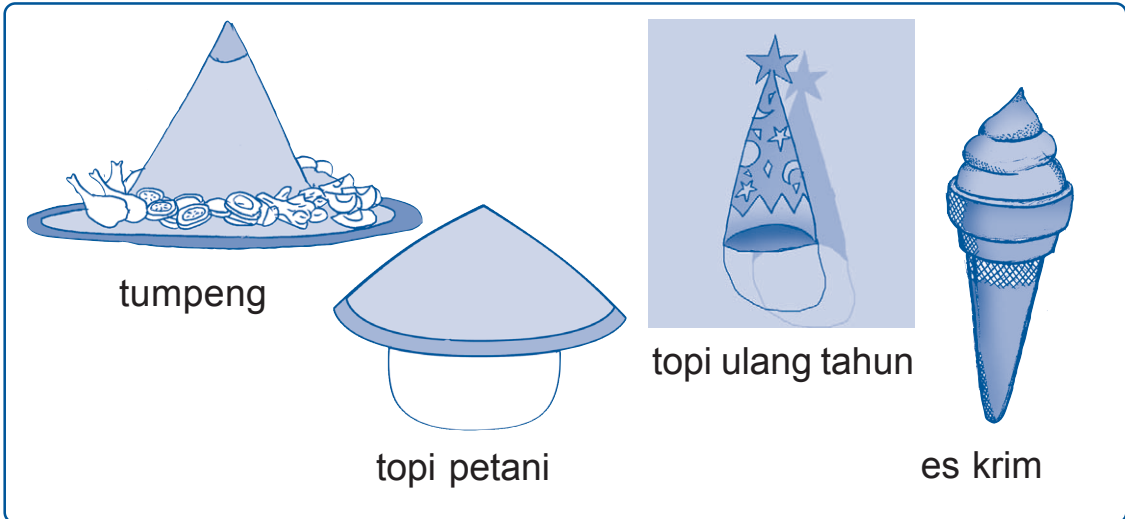 tumpeng
topi petani
topi ulang tahun
es krim